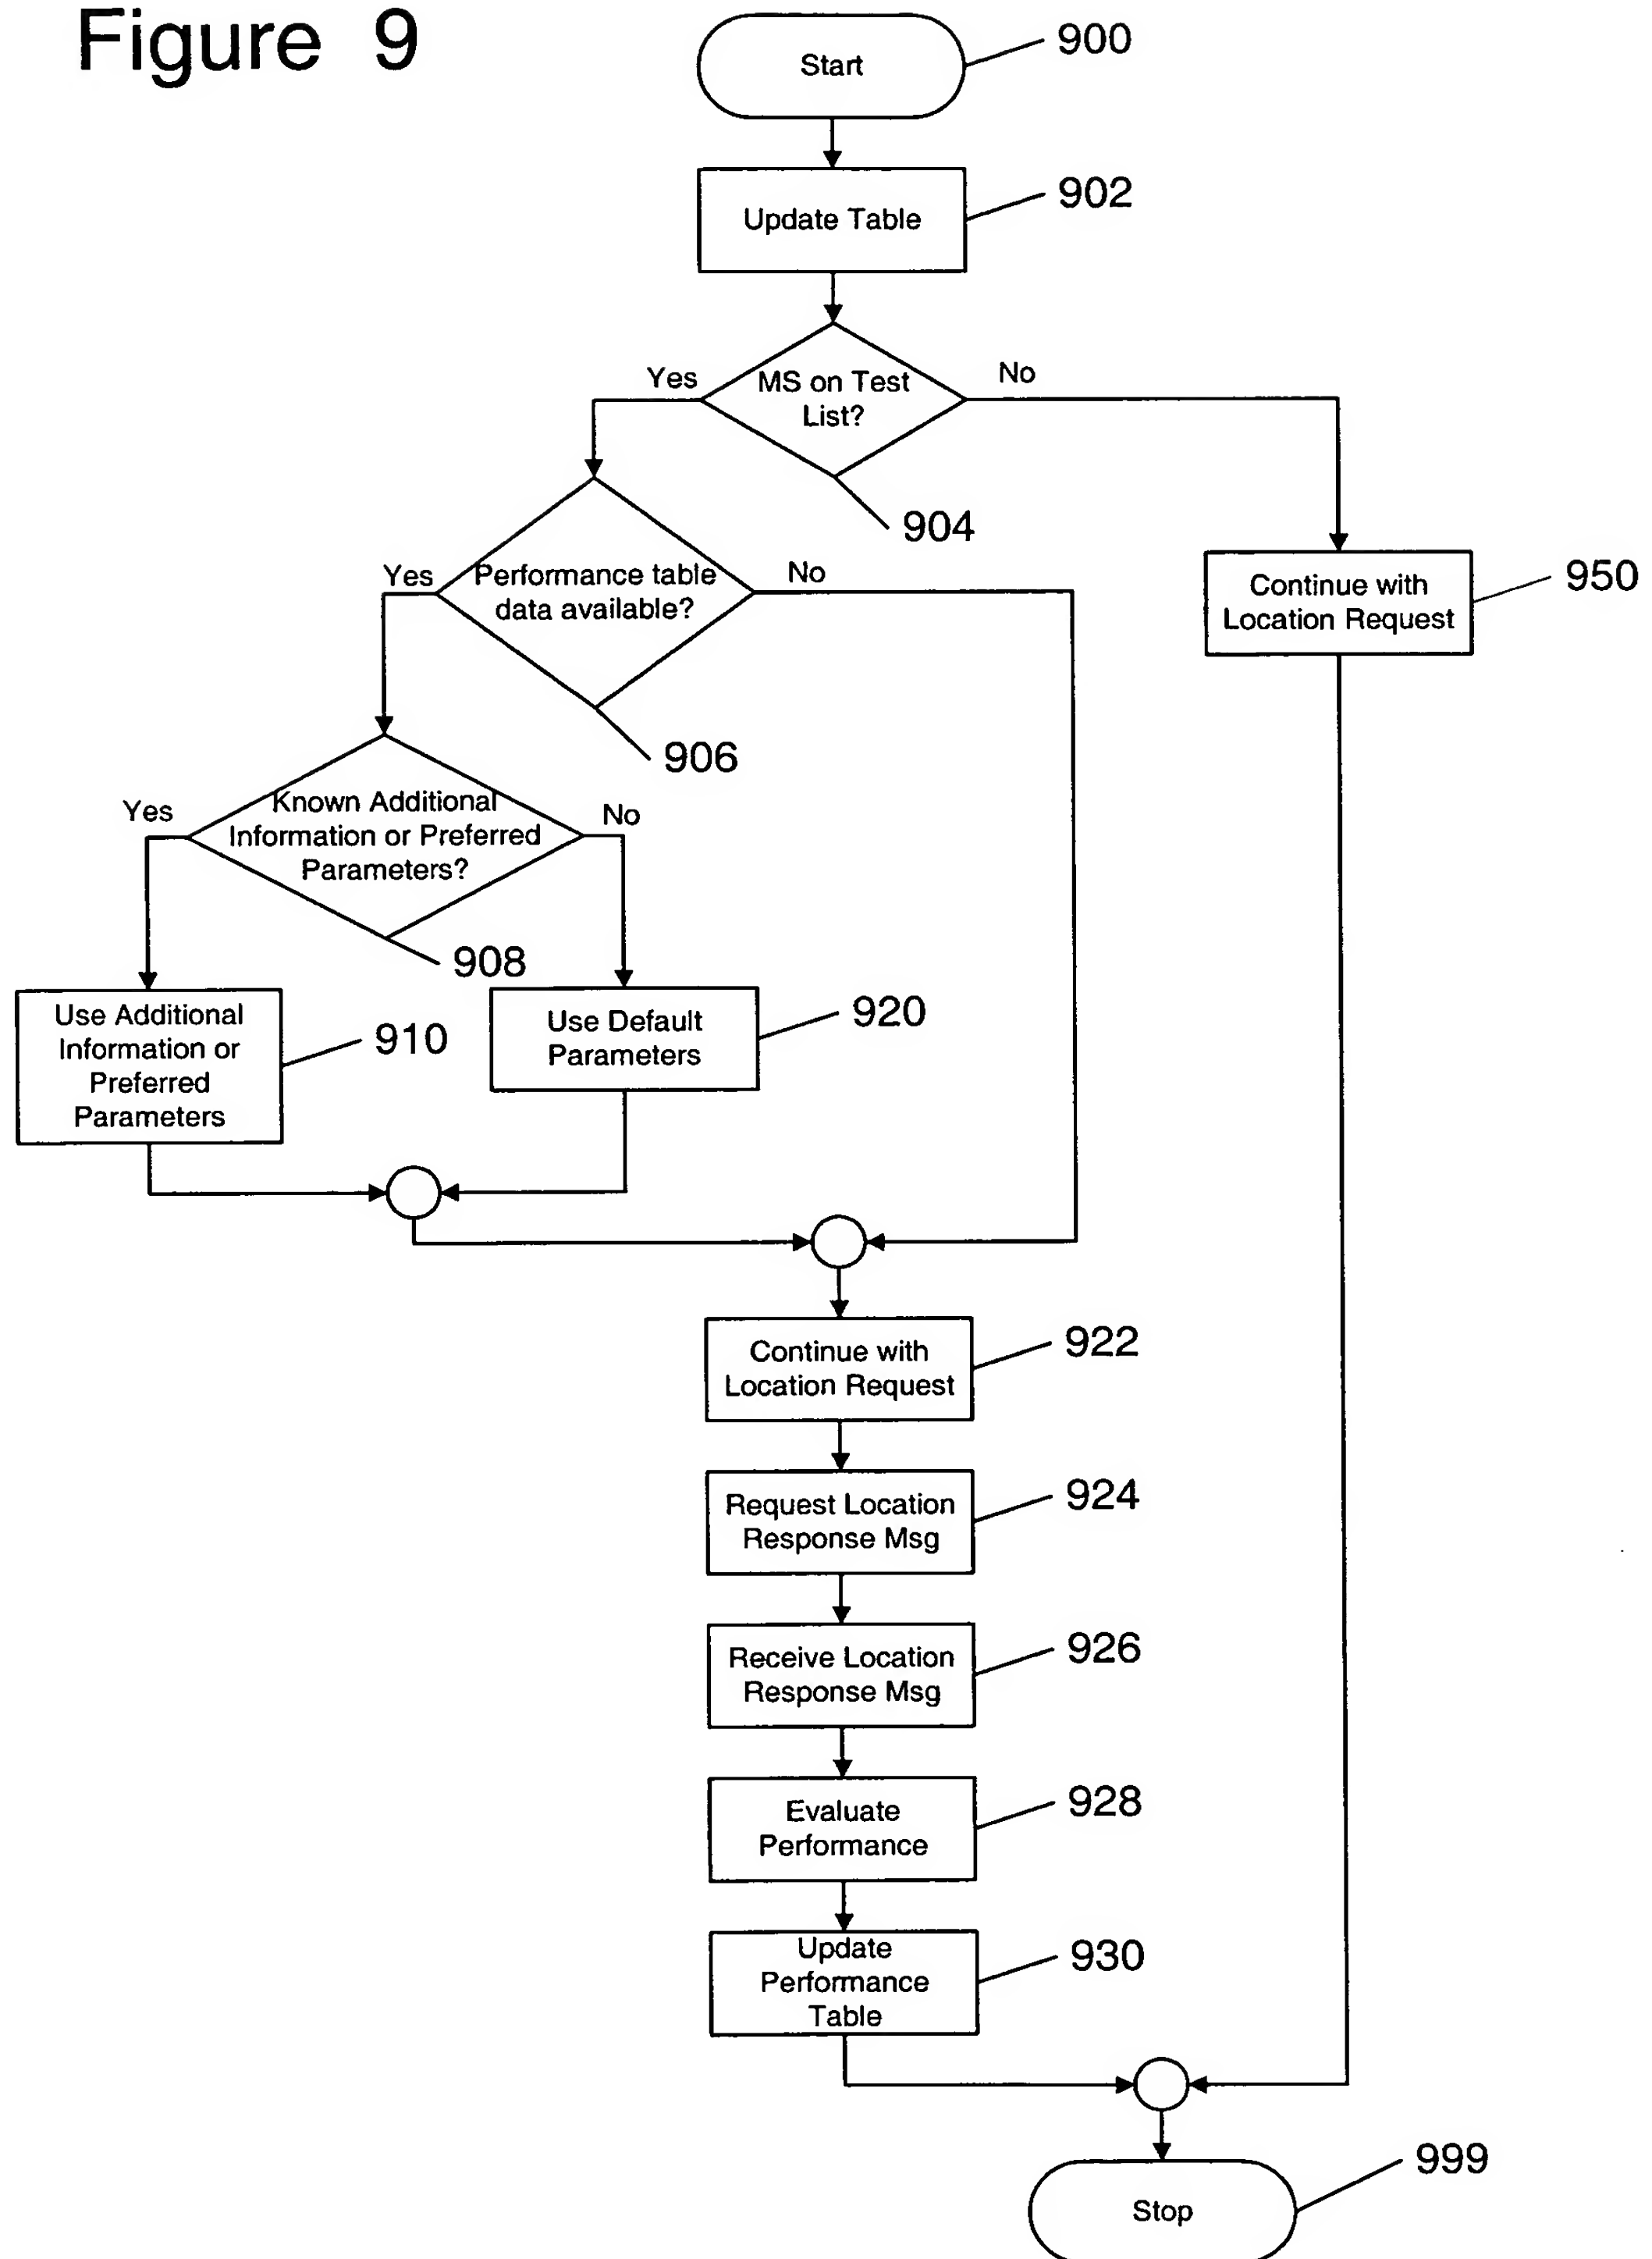 Figure 9
Start
900
Update Table
902
Yes
MS on Test
List?
No
904
Yes
Performance table
data available?
No
906
Continue with
Location Request
950
Yes
Known Additional
Information or Preferred
Parameters?
No
908
Use Additional
Information or
Preferred
Parameters
910
Use Default
Parameters
920
Continue with
Location Request
922
Request Location
Response Msg
924
Receive Location
Response Msg
926
Evaluate
Performance
928
Update
Performance
Table
930
Stop
999